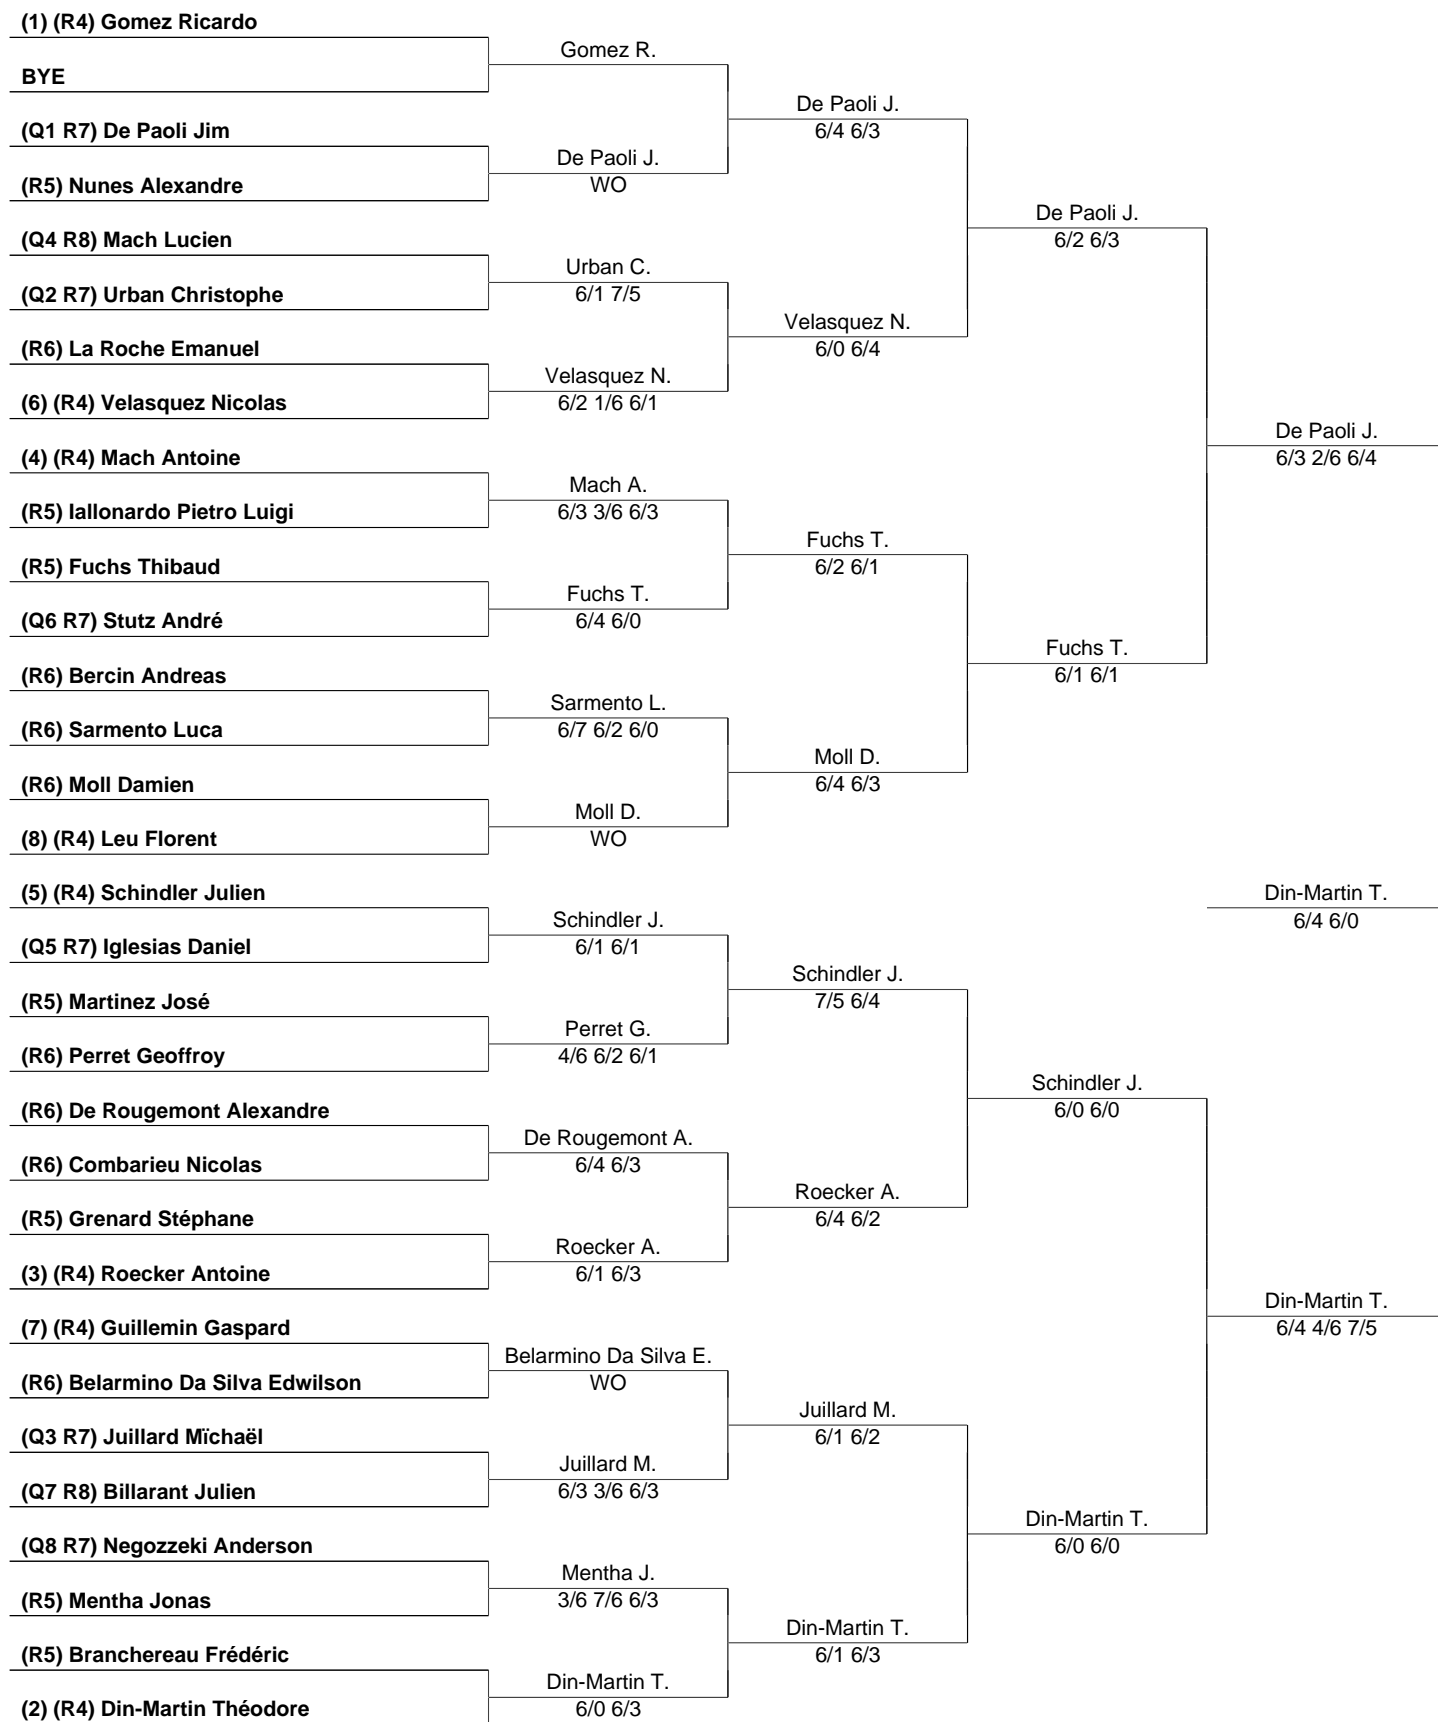 (1) (R4) Gomez Ricardo
Gomez R.
BYE
De Paoli J.
6/4 6/3
(Q1 R7) De Paoli Jim
De Paoli J.
WO
(R5) Nunes Alexandre
De Paoli J.
6/2 6/3
(Q4 R8) Mach Lucien
Urban C.
6/1 7/5
(Q2 R7) Urban Christophe
Velasquez N.
6/0 6/4
(R6) La Roche Emanuel
Velasquez N.
6/2 1/6 6/1
(6) (R4) Velasquez Nicolas
De Paoli J.
6/3 2/6 6/4
(4) (R4) Mach Antoine
Mach A.
6/3 3/6 6/3
(R5) Iallonardo Pietro Luigi
Fuchs T.
6/2 6/1
(R5) Fuchs Thibaud
Fuchs T.
6/4 6/0
(Q6 R7) Stutz André
Fuchs T.
6/1 6/1
(R6) Bercin Andreas
Sarmento L.
6/7 6/2 6/0
(R6) Sarmento Luca
Moll D.
6/4 6/3
(R6) Moll Damien
Moll D.
WO
(8) (R4) Leu Florent
(5) (R4) Schindler Julien
Din-Martin T.
6/4 6/0
Schindler J.
6/1 6/1
(Q5 R7) Iglesias Daniel
Schindler J.
7/5 6/4
(R5) Martinez José
Perret G.
4/6 6/2 6/1
(R6) Perret Geoffroy
Schindler J.
6/0 6/0
(R6) De Rougemont Alexandre
De Rougemont A.
6/4 6/3
(R6) Combarieu Nicolas
Roecker A.
6/4 6/2
(R5) Grenard Stéphane
Roecker A.
6/1 6/3
(3) (R4) Roecker Antoine
Din-Martin T.
6/4 4/6 7/5
(7) (R4) Guillemin Gaspard
Belarmino Da Silva E.
WO
(R6) Belarmino Da Silva Edwilson
Juillard M.
6/1 6/2
(Q3 R7) Juillard Mïchaël
Juillard M.
6/3 3/6 6/3
(Q7 R8) Billarant Julien
Din-Martin T.
6/0 6/0
(Q8 R7) Negozzeki Anderson
Mentha J.
3/6 7/6 6/3
(R5) Mentha Jonas
Din-Martin T.
6/1 6/3
(R5) Branchereau Frédéric
Din-Martin T.
6/0 6/3
(2) (R4) Din-Martin Théodore